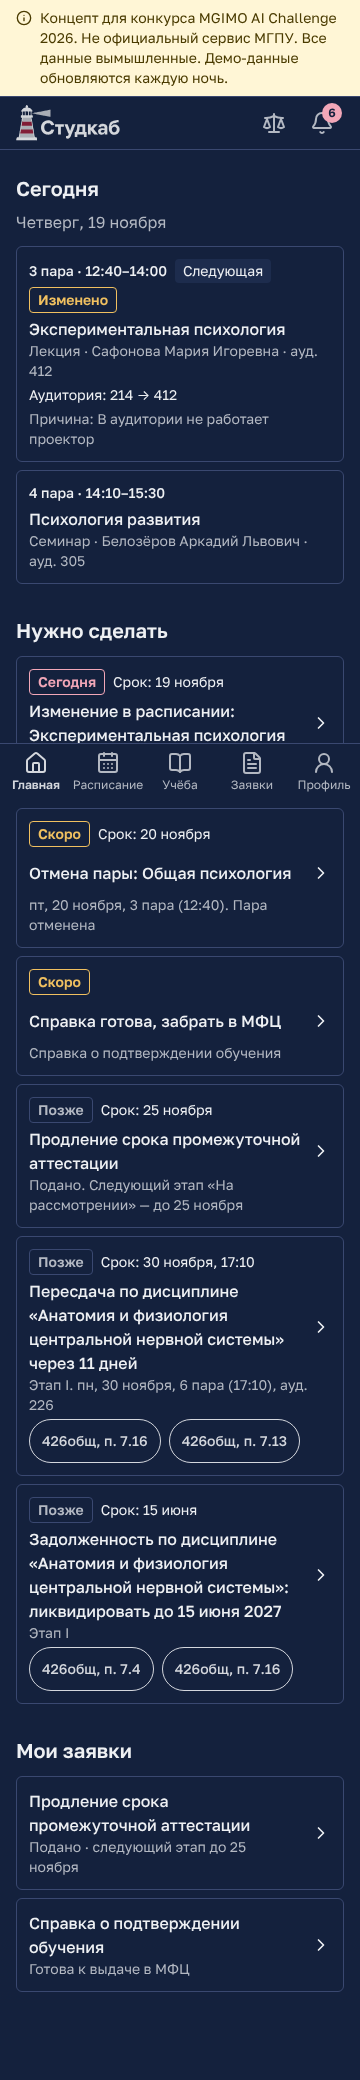 Концепт для конкурса MGIMO AI Challenge
2026. Не официальный сервис МГПУ. Все
данные вымышленные. Демо-данные
обновляются каждую ночь.
Студкаб
6
Сегодня
Четверг, 19 ноября
3 пара · 12:40–14:00 Следующая
Изменено
Экспериментальная психология
Лекция · Сафонова Мария Игоревна · ауд.
412
Аудитория: 214 → 412
Причина: В аудитории не работает
проектор
4 пара · 14:10–15:30
Психология развития
Семинар · Белозёров Аркадий Львович ·
ауд. 305
Нужно сделать
Сегодня Срок: 19 ноября
Изменение в расписании:
Экспериментальная психология
Главная Расписание Учёба Заявки Профиль
Скоро Срок: 20 ноября
Отмена пары: Общая психология
пт, 20 ноября, 3 пара (12:40). Пара
отменена
Скоро
Справка готова, забрать в МФЦ
Справка о подтверждении обучения
Позже Срок: 25 ноября
Продление срока промежуточной
аттестации
Подано. Следующий этап «На
рассмотрении» — до 25 ноября
Позже Срок: 30 ноября, 17:10
Пересдача по дисциплине
«Анатомия и физиология
центральной нервной системы»
через 11 дней
Этап I. пн, 30 ноября, 6 пара (17:10), ауд.
226
426общ, п. 7.16 426общ, п. 7.13
Позже Срок: 15 июня
Задолженность по дисциплине
«Анатомия и физиология
центральной нервной системы»:
ликвидировать до 15 июня 2027
Этап I
426общ, п. 7.4 426общ, п. 7.16
Мои заявки
Продление срока
промежуточной аттестации
Подано · следующий этап до 25
ноября
Справка о подтверждении
обучения
Готова к выдаче в МФЦ